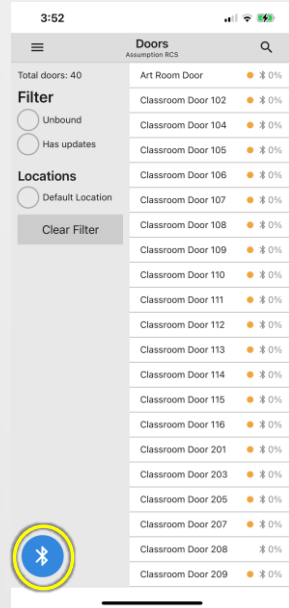 3:52
Doors
Assumption RCS
Total doors: 40
Filter
Unbound
Has updates
Locations
Default Location
Clear Filter
Art Room Door 0%
Classroom Door 102 0%
Classroom Door 104 0%
Classroom Door 105 0%
Classroom Door 106 0%
Classroom Door 107 0%
Classroom Door 108 0%
Classroom Door 109 0%
Classroom Door 110 0%
Classroom Door 111 0%
Classroom Door 112 0%
Classroom Door 113 0%
Classroom Door 114 0%
Classroom Door 115 0%
Classroom Door 116 0%
Classroom Door 201 0%
Classroom Door 203 0%
Classroom Door 205 0%
Classroom Door 207 0%
Classroom Door 208 0%
Classroom Door 209 0%